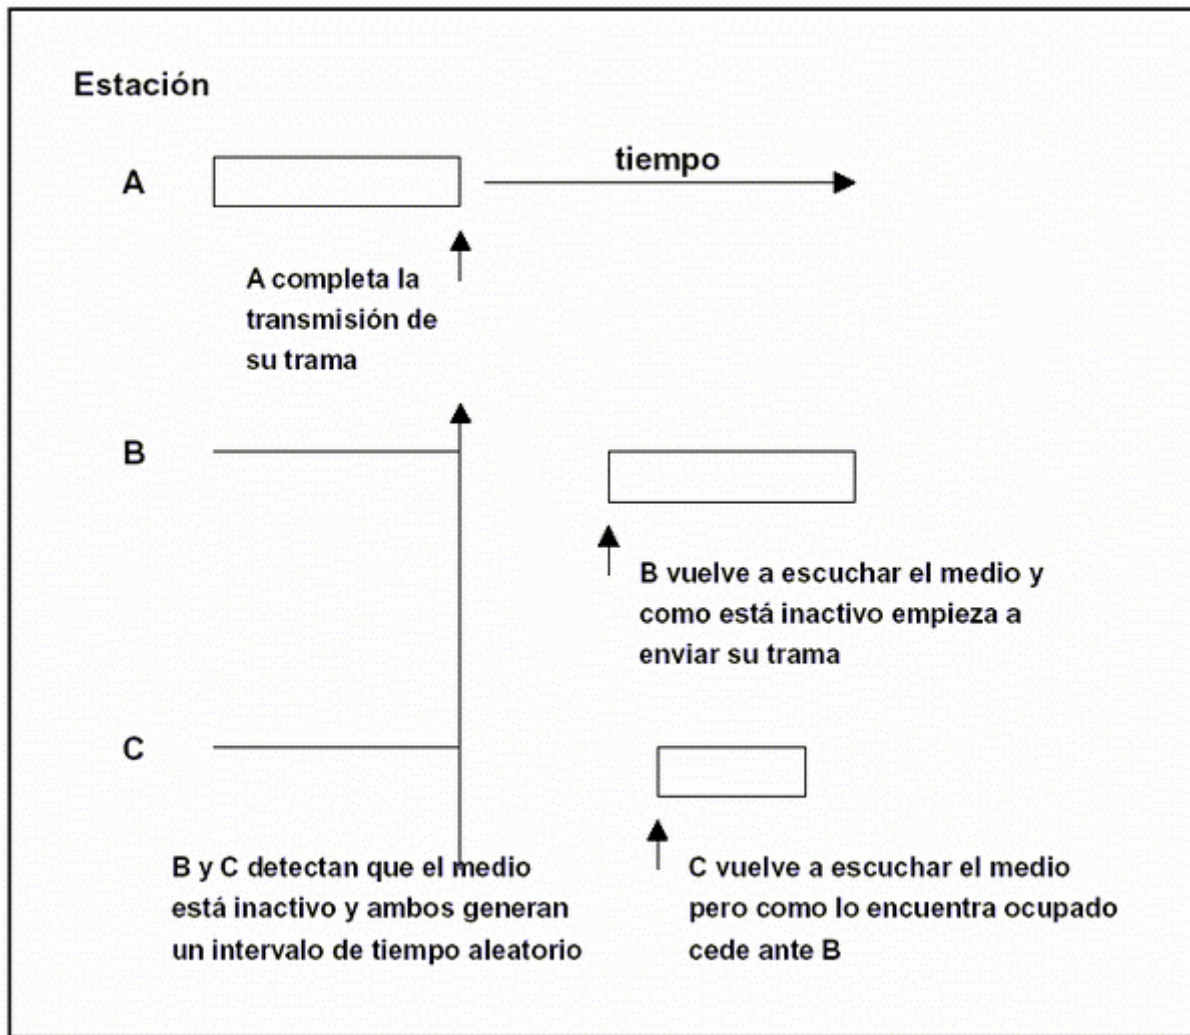 Estación
A
tiempo
A completa la
transmisión de
su trama
B
B vuelve a escuchar el medio y
como está inactivo empieza a
enviar su trama
C
B y C detectan que el medio
está inactivo y ambos generan
un intervalo de tiempo aleatorio
C vuelve a escuchar el medio
pero como lo encuentra ocupado
cede ante B